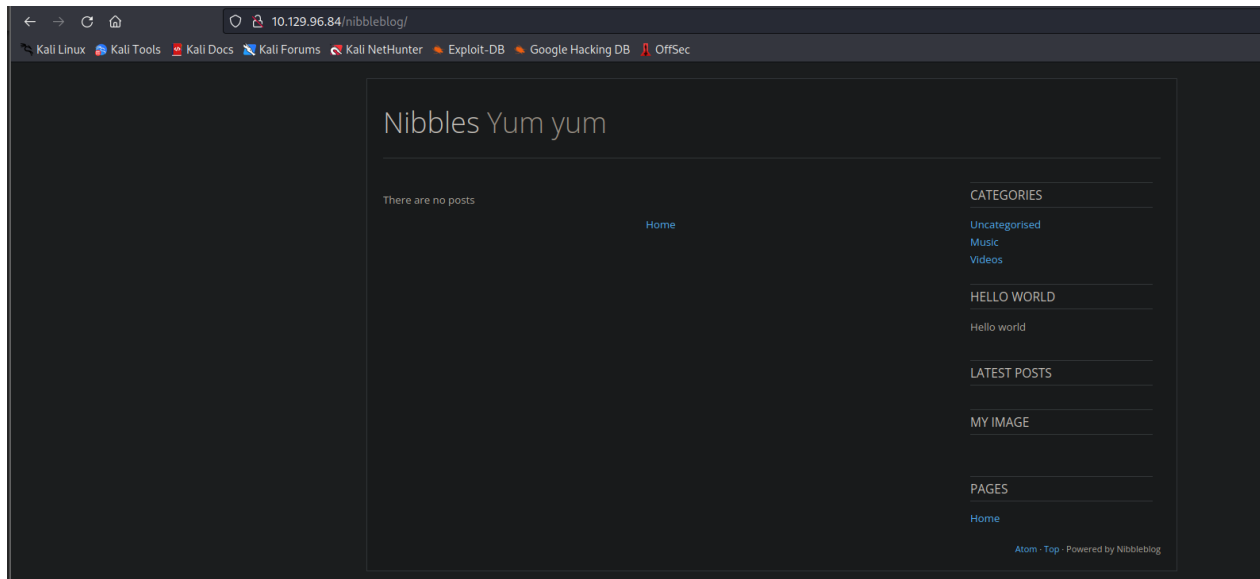 10.129.96.84/nibbleblog/
Kali Linux Kali Tools Kali Docs Kali Forums Kali NetHunter Exploit-DB Google Hacking DB OffSec
Nibbles Yum yum
There are no posts
Home
CATEGORIES
Uncategorised
Music
Videos
HELLO WORLD
Hello world
LATEST POSTS
MY IMAGE
PAGES
Home
Atom · Top · Powered by Nibbleblog